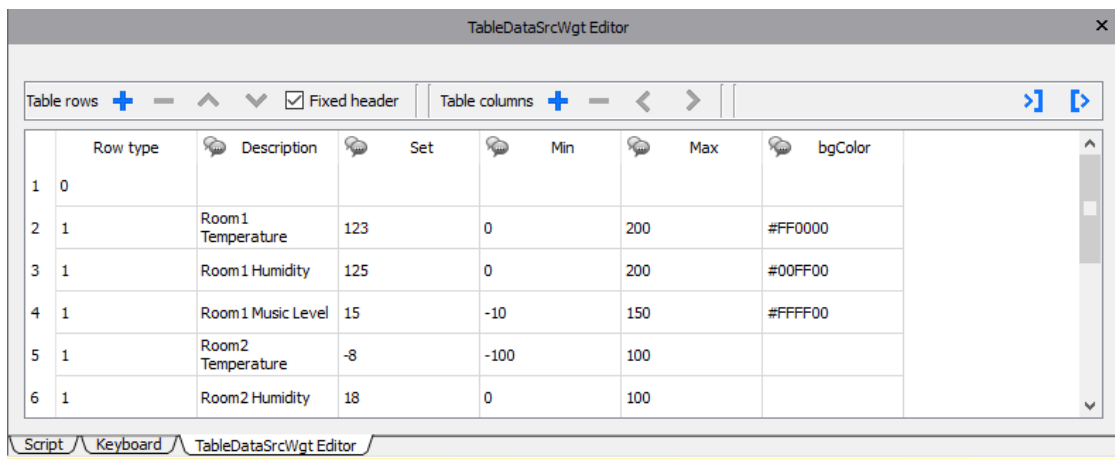 TableDataSrcWgt Editor
Table rows Fixed header Table columns
Row type Description Set Min Max bgColor
1 0
2 1 Room1 Temperature 123 0 200 #FF0000
3 1 Room1 Humidity 125 0 200 #00FF00
4 1 Room1 Music Level 15 -10 150 #FFFF00
5 1 Room2 Temperature -8 -100 100
6 1 Room2 Humidity 18 0 100
Script Keyboard TableDataSrcWgt Editor